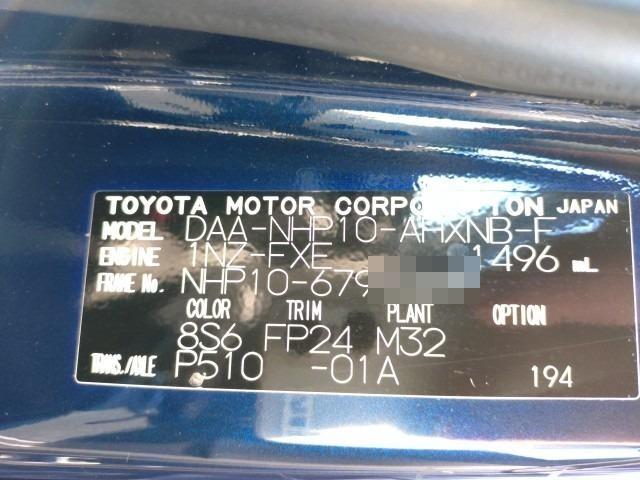 TOYOTA MOTOR CORPORATION JAPAN
MODEL DAA-NHP10-AHXNB-F
ENGINE 1NZ-FXE 1496 mL
FRAME No. NHP10-679
COLOR TRIM PLANT OPTION
8S6 FP24 M32
TRANS./AXLE P510 -01A 194